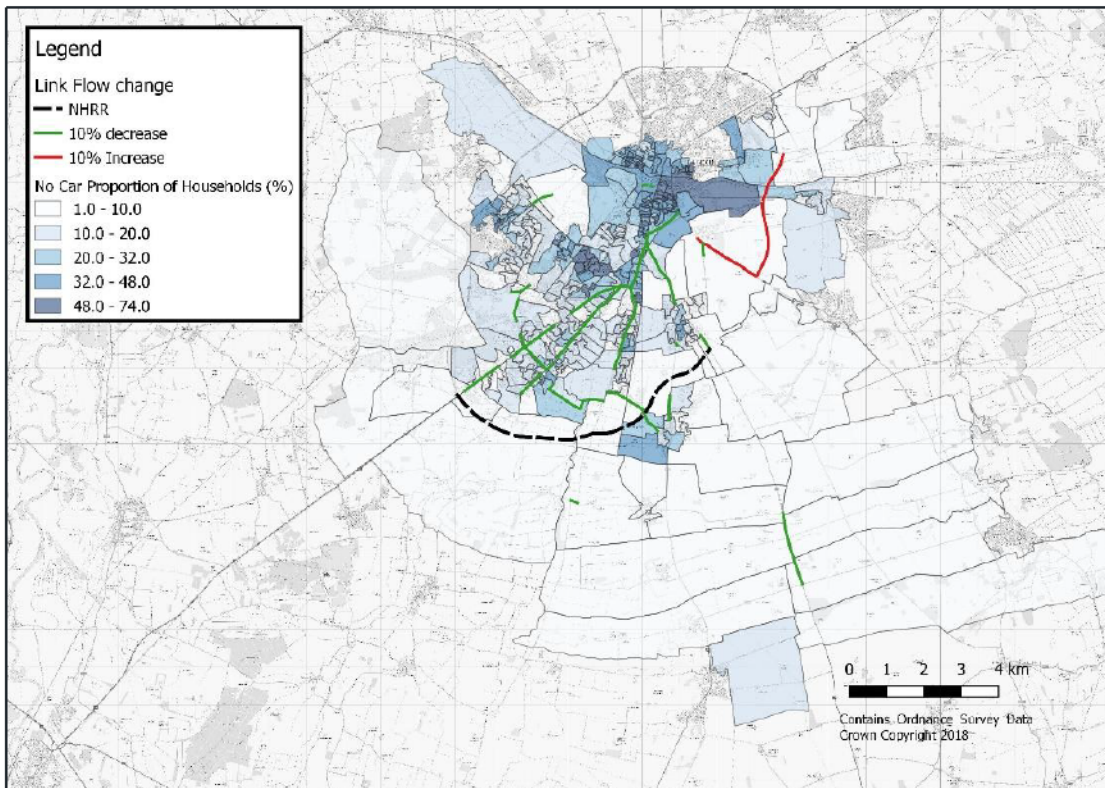 Legend
Link Flow change
NHRR
10% decrease
10% Increase
No Car Proportion of Households (%)
1.0 - 10.0
10.0 - 20.0
20.0 - 32.0
32.0 - 48.0
48.0 - 74.0
0 1 2 3 4 km
Contains Ordnance Survey Data
Crown Copyright 2018